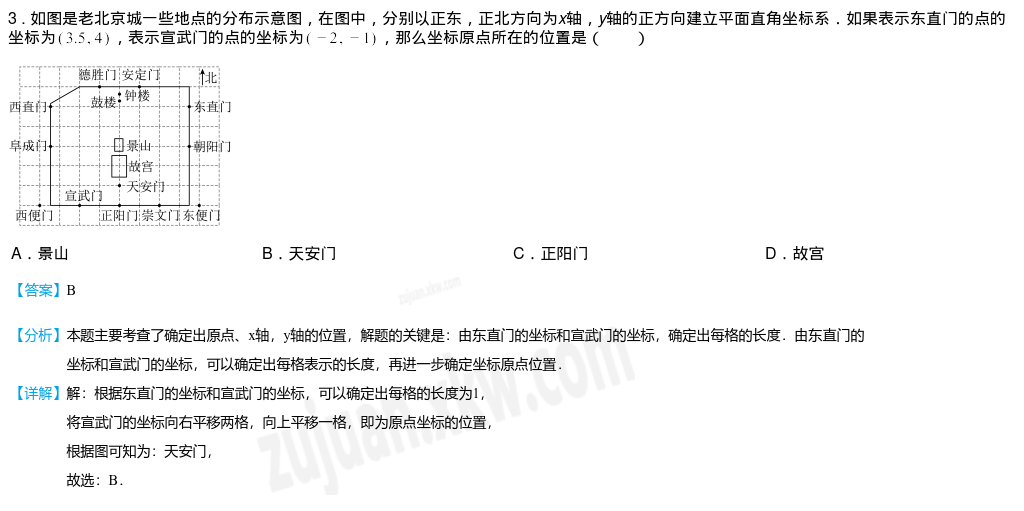 3．如图是老北京城一些地点的分布示意图，在图中，分别以正东，正北方向为x轴，y轴的正方向建立平面直角坐标系．如果表示东直门的点的
坐标为(3.5, 4)，表示宣武门的点的坐标为(－2, －1)，那么坐标原点所在的位置是（　　）
德胜门 安定门 北
鼓楼 钟楼
西直门 东直门
阜成门 景山 朝阳门
故宫
天安门
宣武门
西便门 正阳门 崇文门 东便门
A．景山 B．天安门 C．正阳门 D．故宫
【答案】B
【分析】本题主要考查了确定出原点、x轴，y轴的位置，解题的关键是：由东直门的坐标和宣武门的坐标，确定出每格的长度．由东直门的
坐标和宣武门的坐标，可以确定出每格表示的长度，再进一步确定坐标原点位置．
【详解】解：根据东直门的坐标和宣武门的坐标，可以确定出每格的长度为1，
将宣武门的坐标向右平移两格，向上平移一格，即为原点坐标的位置，
根据图可知为：天安门，
故选：B．
zujuan.xkw.com
zujuan.xkw.com